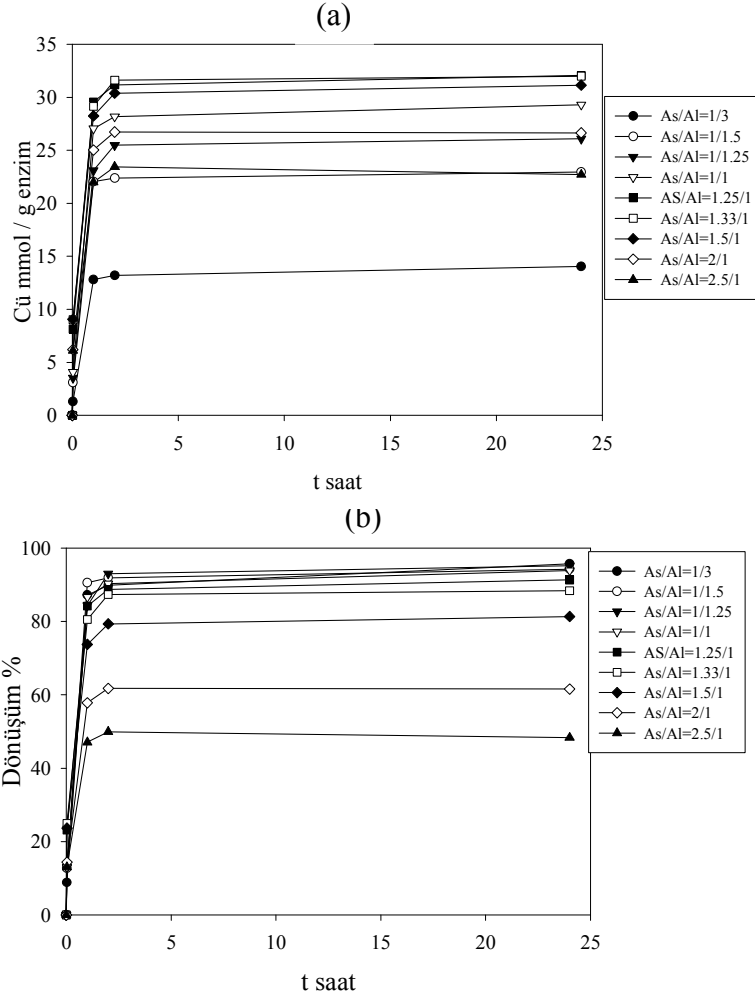 (a)
35
30
25
20
15
10
5
0
Cü mmol / g enzim
0
5
10
15
20
25
t saat
As/Al=1/3
As/Al=1/1.5
As/Al=1/1.25
As/Al=1/1
AS/Al=1.25/1
As/Al=1.33/1
As/Al=1.5/1
As/Al=2/1
As/Al=2.5/1
(b)
100
80
60
40
20
0
Dönüşüm %
0
5
10
15
20
25
t saat
As/Al=1/3
As/Al=1/1.5
As/Al=1/1.25
As/Al=1/1
AS/Al=1.25/1
As/Al=1.33/1
As/Al=1.5/1
As/Al=2/1
As/Al=2.5/1